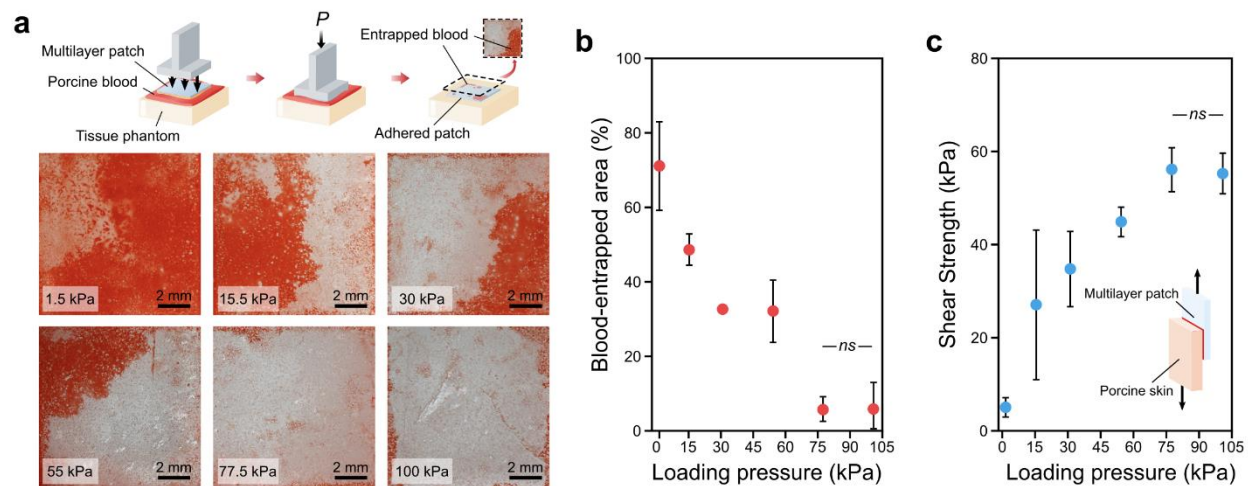 a
P
Multilayer patch
Porcine blood
Tissue phantom
Entrapped blood
Adhered patch
1.5 kPa
2 mm
15.5 kPa
2 mm
30 kPa
2 mm
55 kPa
2 mm
77.5 kPa
2 mm
100 kPa
2 mm
b
Blood-entrapped area (%)
100
80
60
40
20
0
ns
0 15 30 45 60 75 90 105
Loading pressure (kPa)
c
Shear Strength (kPa)
80
60
40
20
0
ns
Multilayer patch
Porcine skin
0 15 30 45 60 75 90 105
Loading pressure (kPa)